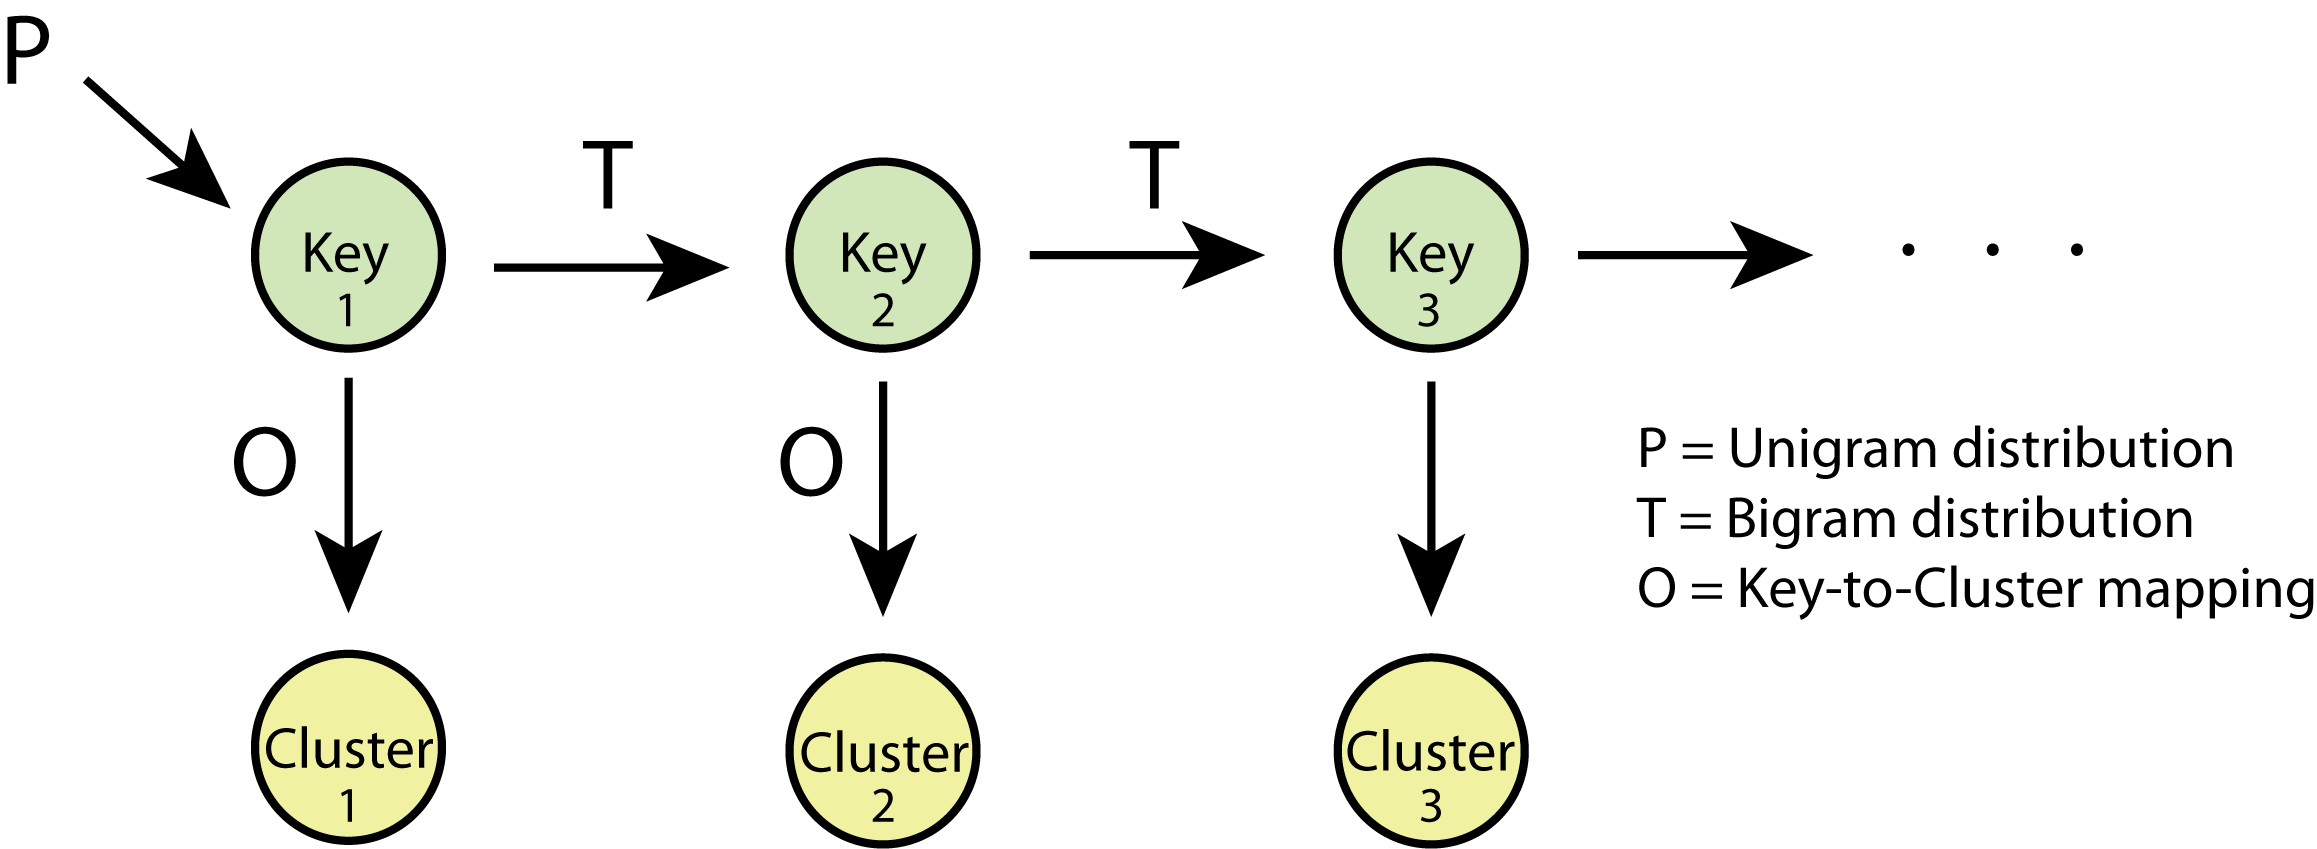 P
T
T
Key
1
Key
2
Key
3
. . .
O
O
P = Unigram distribution
T = Bigram distribution
O = Key-to-Cluster mapping
Cluster
1
Cluster
2
Cluster
3